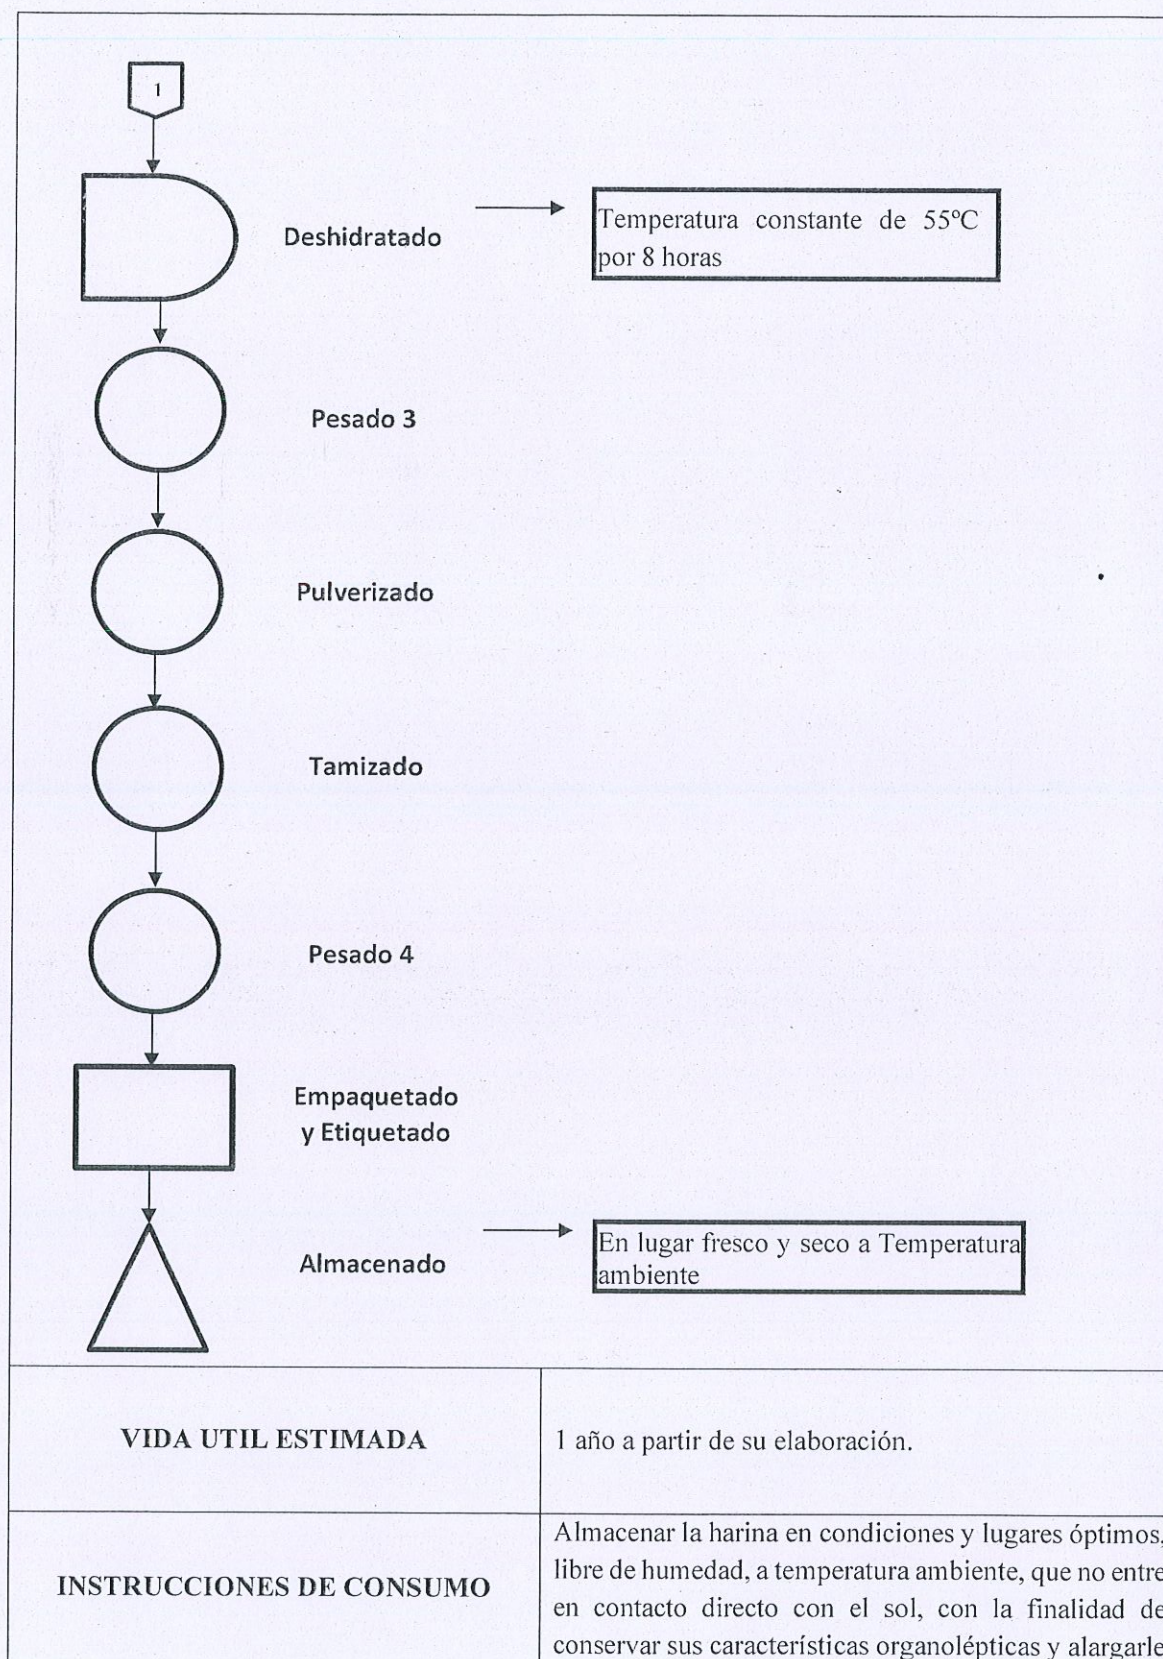 1
Deshidratado
Temperatura constante de 55ºC
por 8 horas
Pesado 3
Pulverizado
Tamizado
Pesado 4
Empaquetado
y Etiquetado
Almacenado
En lugar fresco y seco a Temperatura
ambiente
VIDA UTIL ESTIMADA
1 año a partir de su elaboración.
INSTRUCCIONES DE CONSUMO
Almacenar la harina en condiciones y lugares óptimos,
libre de humedad, a temperatura ambiente, que no entre
en contacto directo con el sol, con la finalidad de
conservar sus características organolépticas y alargarle